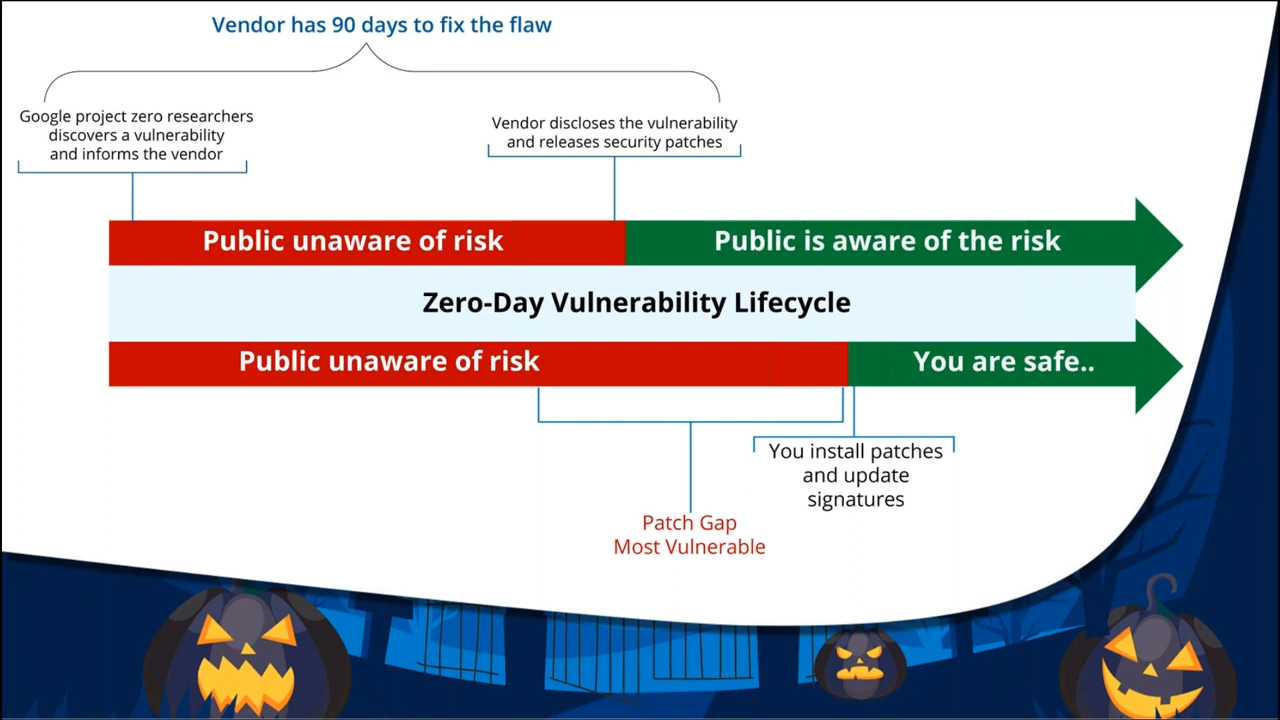 Vendor has 90 days to fix the flaw
Google project zero researchers
discovers a vulnerability
and informs the vendor
Vendor discloses the vulnerability
and releases security patches
Public unaware of risk
Public is aware of the risk
Zero-Day Vulnerability Lifecycle
Public unaware of risk
You are safe..
You install patches
and update
signatures
Patch Gap
Most Vulnerable